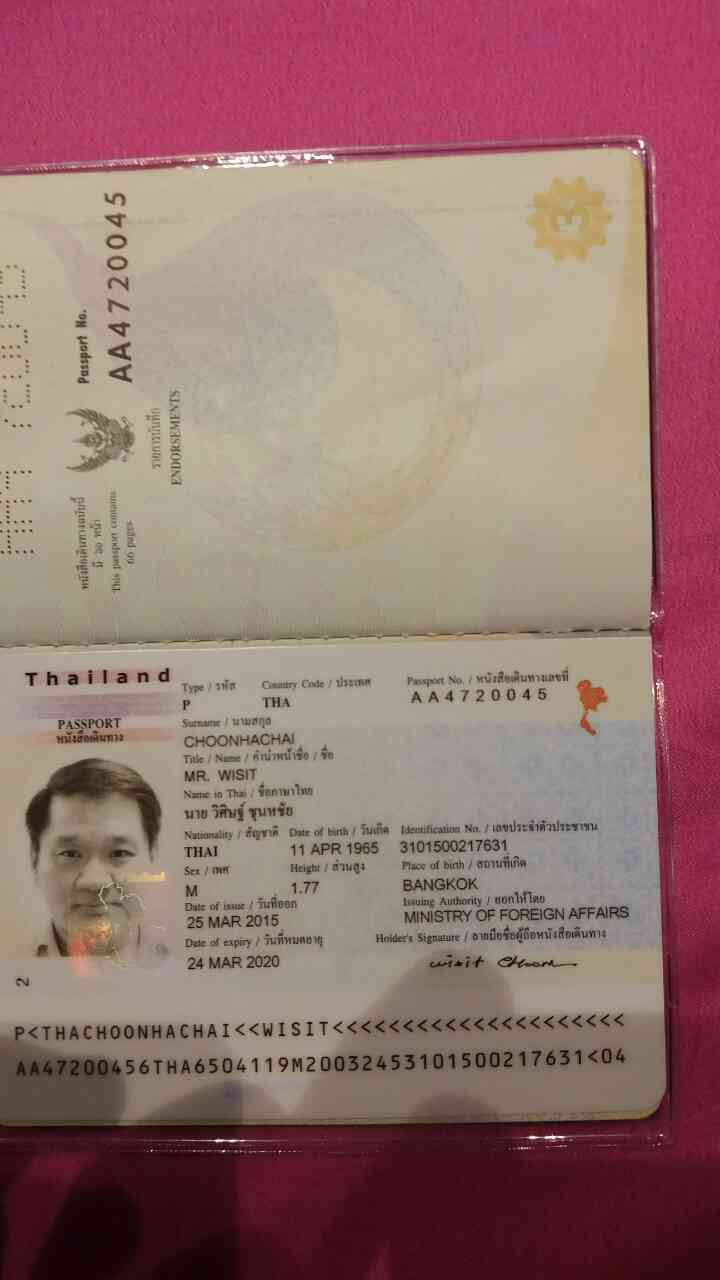 Passport No.
AA4720045
หนังสือเดินทางฉบับนี้
มี ๖๐ หน้า
This passport contains
66 pages
รายการบันทึก
ENDORSEMENTS
3
Thailand
PASSPORT
หนังสือเดินทาง
Type / รหัส Country Code / ประเทศ Passport No. / หนังสือเดินทางเลขที่
P THA AA4720045
Surname / นามสกุล
CHOONHACHAI
Title / Name / คำนำหน้าชื่อ / ชื่อ
MR. WISIT
Name in Thai / ชื่อภาษาไทย
นาย วิศิษฐ์ ชุนหชัย
Nationality / สัญชาติ Date of birth / วันเกิด Identification No. / เลขประจำตัวประชาชน
THAI 11 APR 1965 3101500217631
Sex / เพศ Height / ส่วนสูง Place of birth / สถานที่เกิด
M 1.77 BANGKOK
Date of issue / วันที่ออก Issuing Authority / ออกให้โดย
25 MAR 2015 MINISTRY OF FOREIGN AFFAIRS
Date of expiry / วันที่หมดอายุ Holder's Signature / ลายมือชื่อผู้ถือหนังสือเดินทาง
24 MAR 2020 wisit Choon
2
P<THACHOONHACHAI<<WISIT<<<<<<<<<<<<<<<<<<<<<
AA47200456THA6504119M20032453101500217631<04